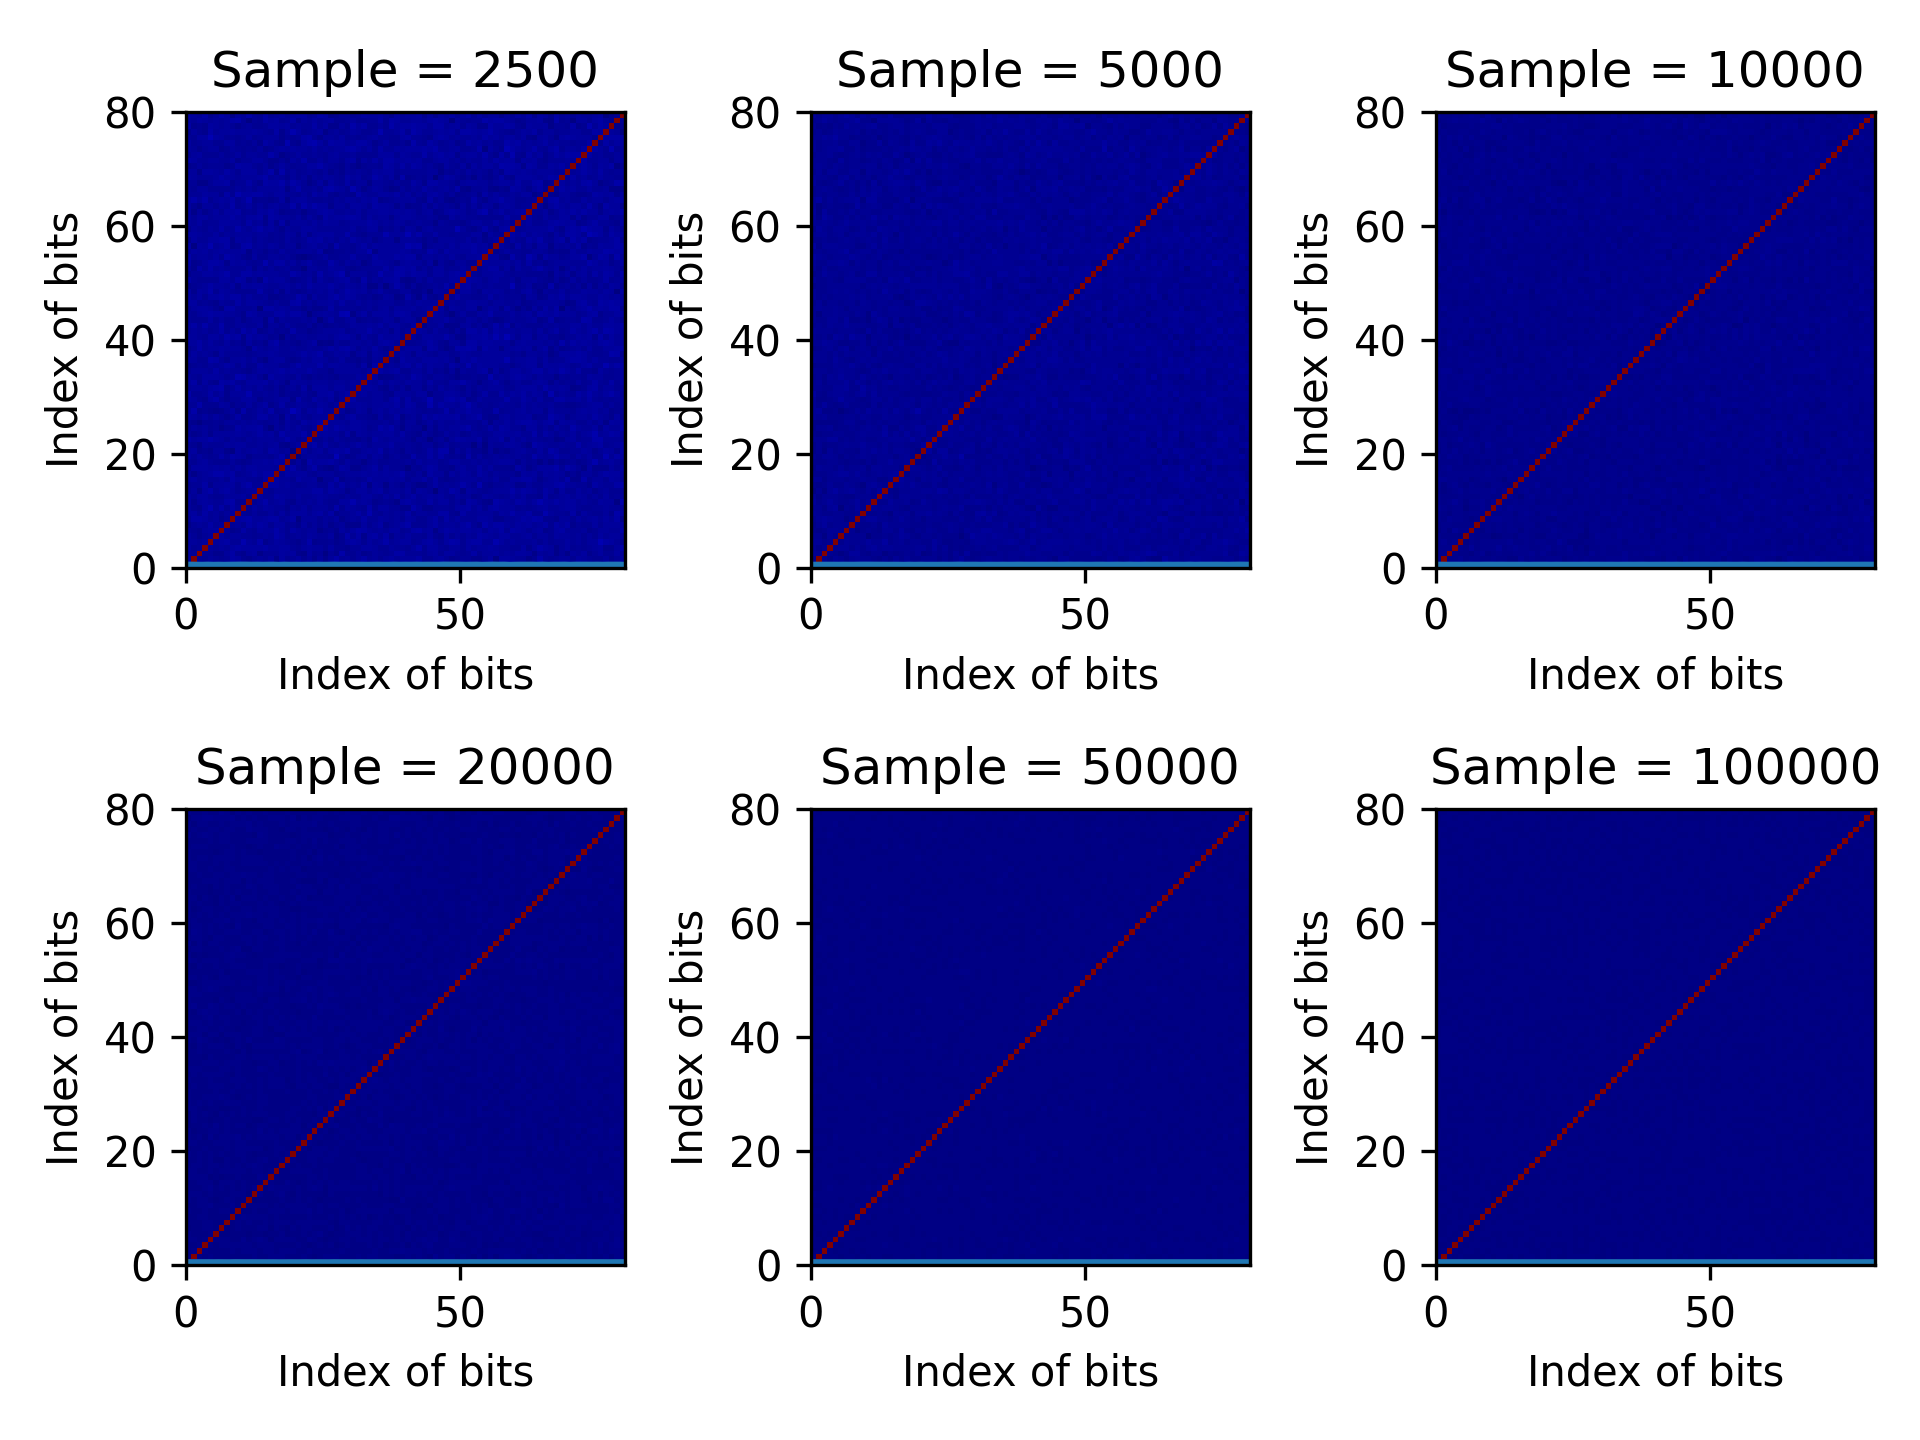 Sample = 2500
80
60
40
20
0
0 50
Index of bits
Index of bits
Sample = 5000
80
60
40
20
0
0 50
Index of bits
Index of bits
Sample = 10000
80
60
40
20
0
0 50
Index of bits
Index of bits
Sample = 20000
80
60
40
20
0
0 50
Index of bits
Index of bits
Sample = 50000
80
60
40
20
0
0 50
Index of bits
Index of bits
Sample = 100000
80
60
40
20
0
0 50
Index of bits
Index of bits